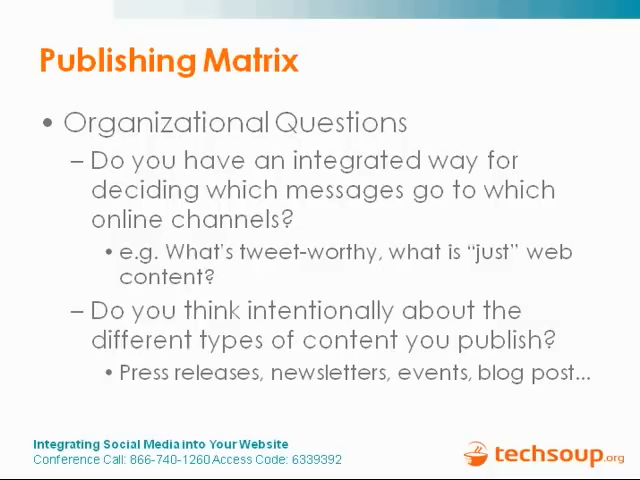 Publishing Matrix
• Organizational Questions
– Do you have an integrated way for
deciding which messages go to which
online channels?
• e.g. What's tweet-worthy, what is “just” web
content?
– Do you think intentionally about the
different types of content you publish?
• Press releases, newsletters, events, blog post...
Integrating Social Media into Your Website
Conference Call: 866-740-1260 Access Code: 6339392
techsoup.org